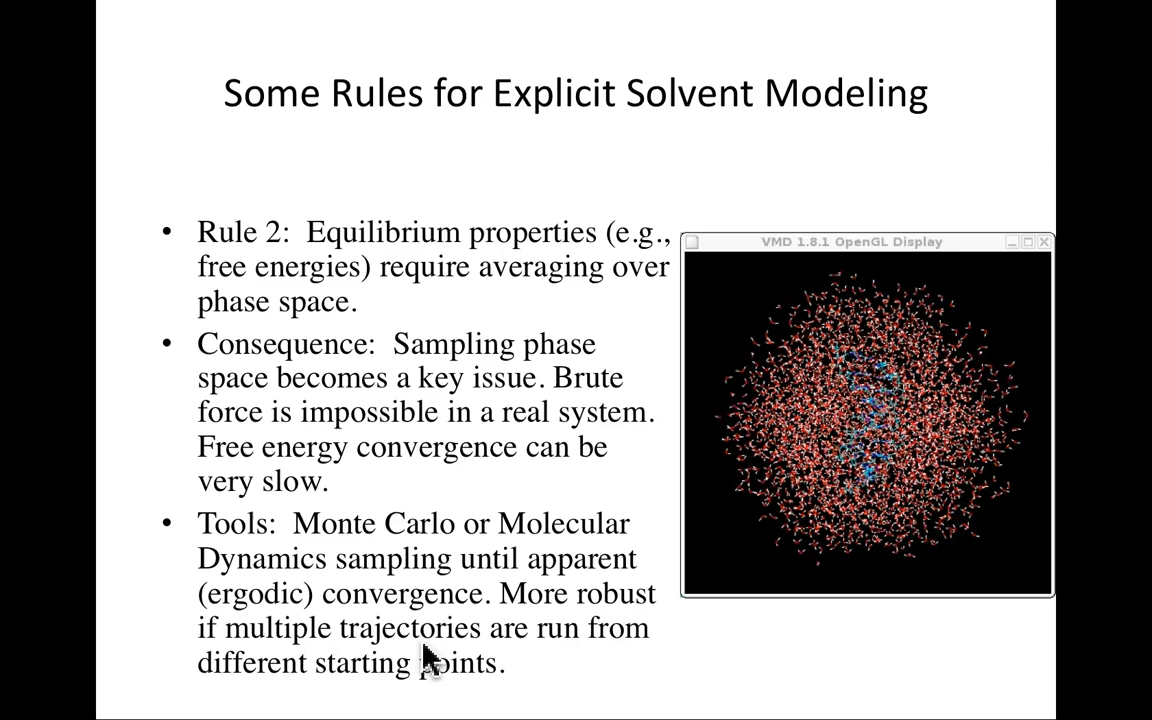 Some Rules for Explicit Solvent Modeling
• Rule 2: Equilibrium properties (e.g.,
free energies) require averaging over
phase space.
• Consequence: Sampling phase
space becomes a key issue. Brute
force is impossible in a real system.
Free energy convergence can be
very slow.
• Tools: Monte Carlo or Molecular
Dynamics sampling until apparent
(ergodic) convergence. More robust
if multiple trajectories are run from
different starting points.
VMD 1.8.1 OpenGL Display